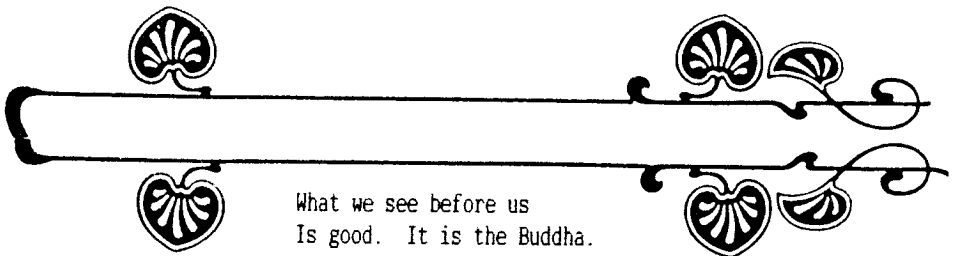 What we see before us
Is good.  It is the Buddha.